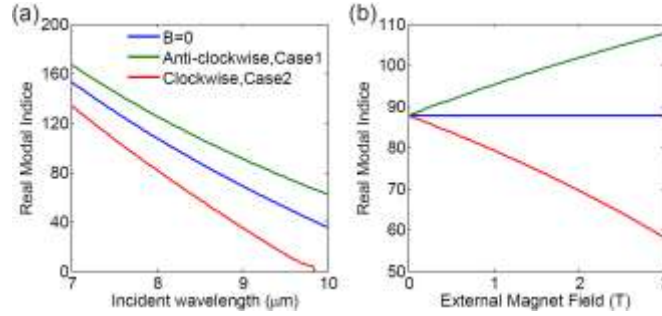 (a)
200
160
120
80
40
0
Real Modal Indice
B=0
Anti-clockwise,Case1
Clockwise,Case2
7 8 9 10
Incident wavelength (μm)
(b)
110
100
90
80
70
60
50
Real Modal Indice
0 1 2 3
External Magnet Field (T)